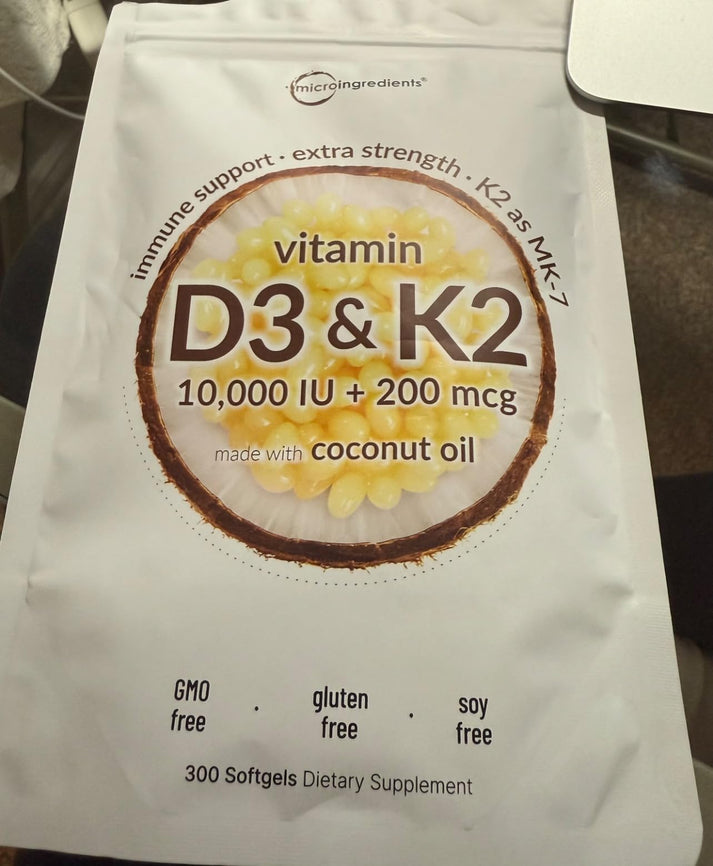 microingredients®
immune support · extra strength · K2 as MK-7
vitamin
D3 & K2
10,000 IU + 200 mcg
made with coconut oil
GMO free · gluten free · soy free
300 Softgels Dietary Supplement